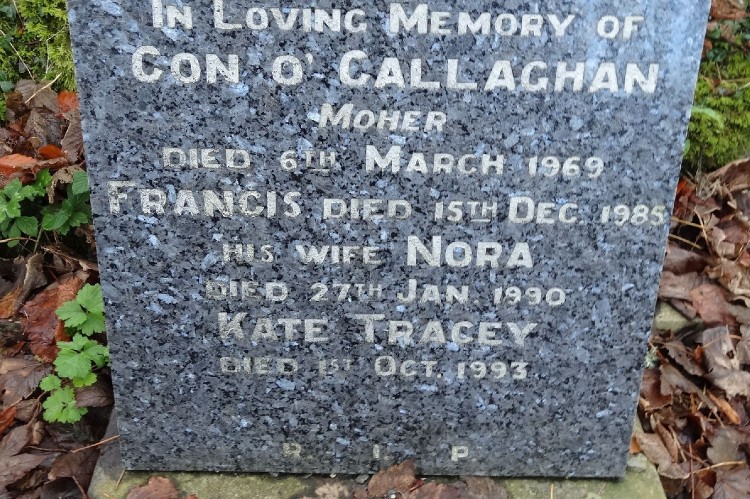 In Loving Memory of
Con O' Callaghan
Moher
died 6th March 1969
Francis died 15th Dec. 1985
his wife Nora
died 27th Jan. 1990
Kate Tracey
died 1st Oct. 1993
R. I. P.